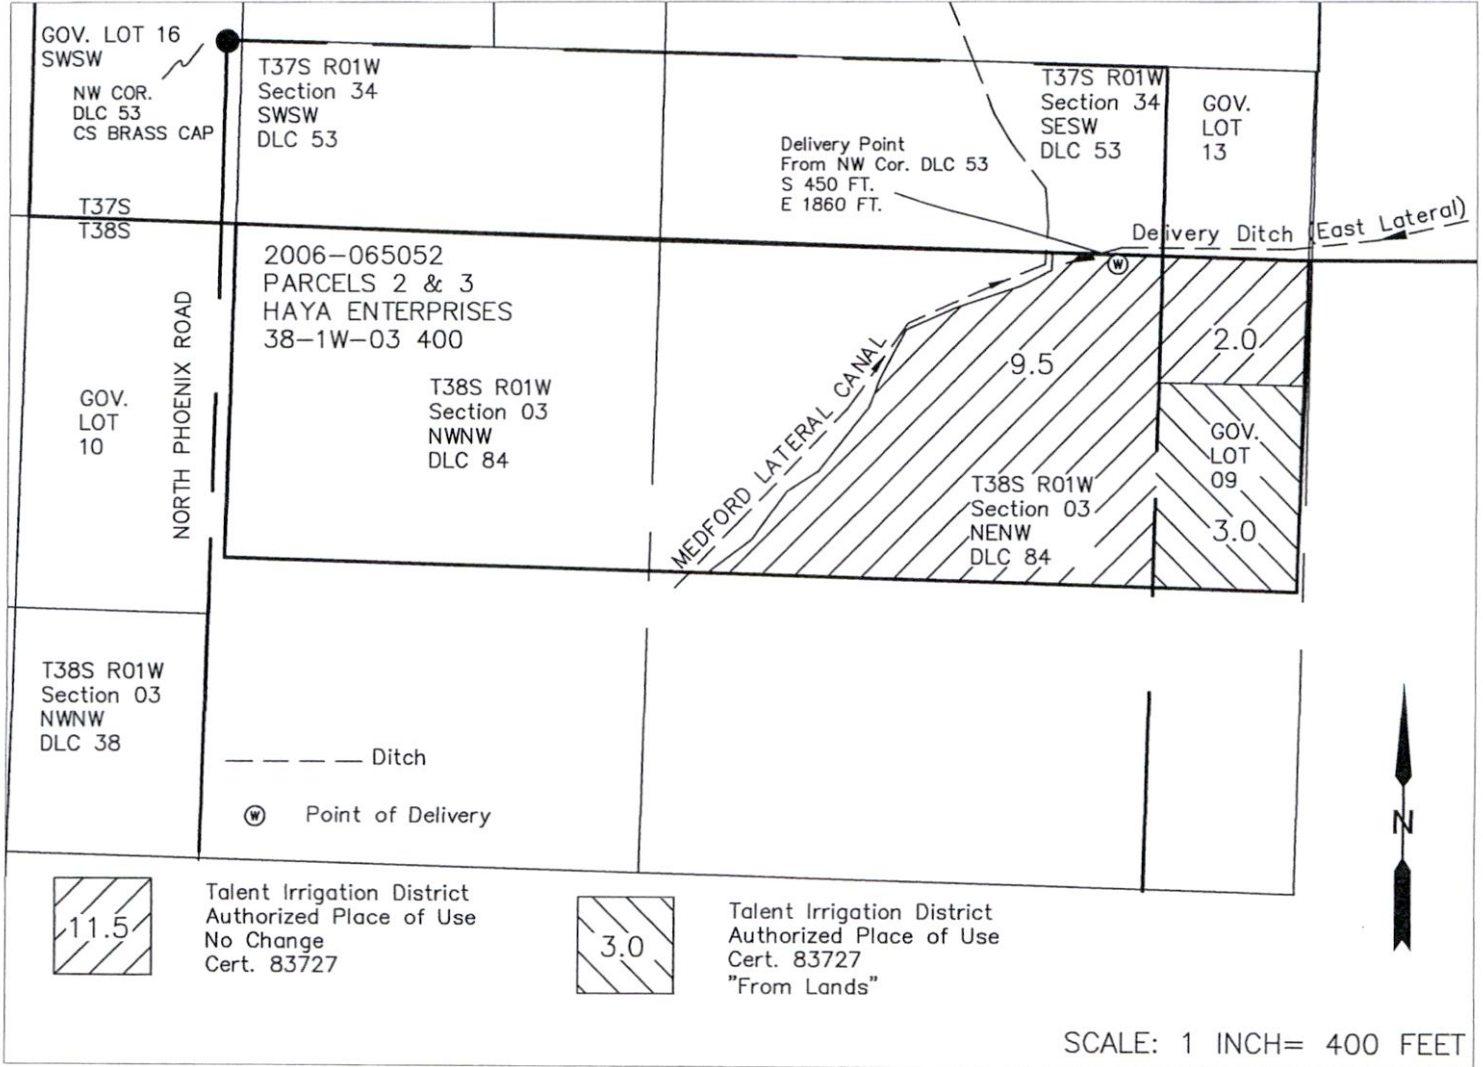 GOV. LOT 16
SWSW
NW COR.
DLC 53
CS BRASS CAP
T37S R01W
Section 34
SWSW
DLC 53
T37S R01W
Section 34
SESW
DLC 53
GOV.
LOT
13
Delivery Point
From NW Cor. DLC 53
S 450 FT.
E 1860 FT.
T37S
T38S
Delivery Ditch (East Lateral)
W
2006-065052
PARCELS 2 & 3
HAYA ENTERPRISES
38-1W-03 400
NORTH PHOENIX ROAD
GOV.
LOT
10
T38S R01W
Section 03
NWNW
DLC 84
MEDFORD LATERAL CANAL
9.5
2.0
GOV.
LOT
09
3.0
T38S R01W
Section 03
NENW
DLC 84
T38S R01W
Section 03
NWNW
DLC 38
Ditch
W Point of Delivery
N
11.5
Talent Irrigation District
Authorized Place of Use
No Change
Cert. 83727
3.0
Talent Irrigation District
Authorized Place of Use
Cert. 83727
"From Lands"
SCALE: 1 INCH= 400 FEET